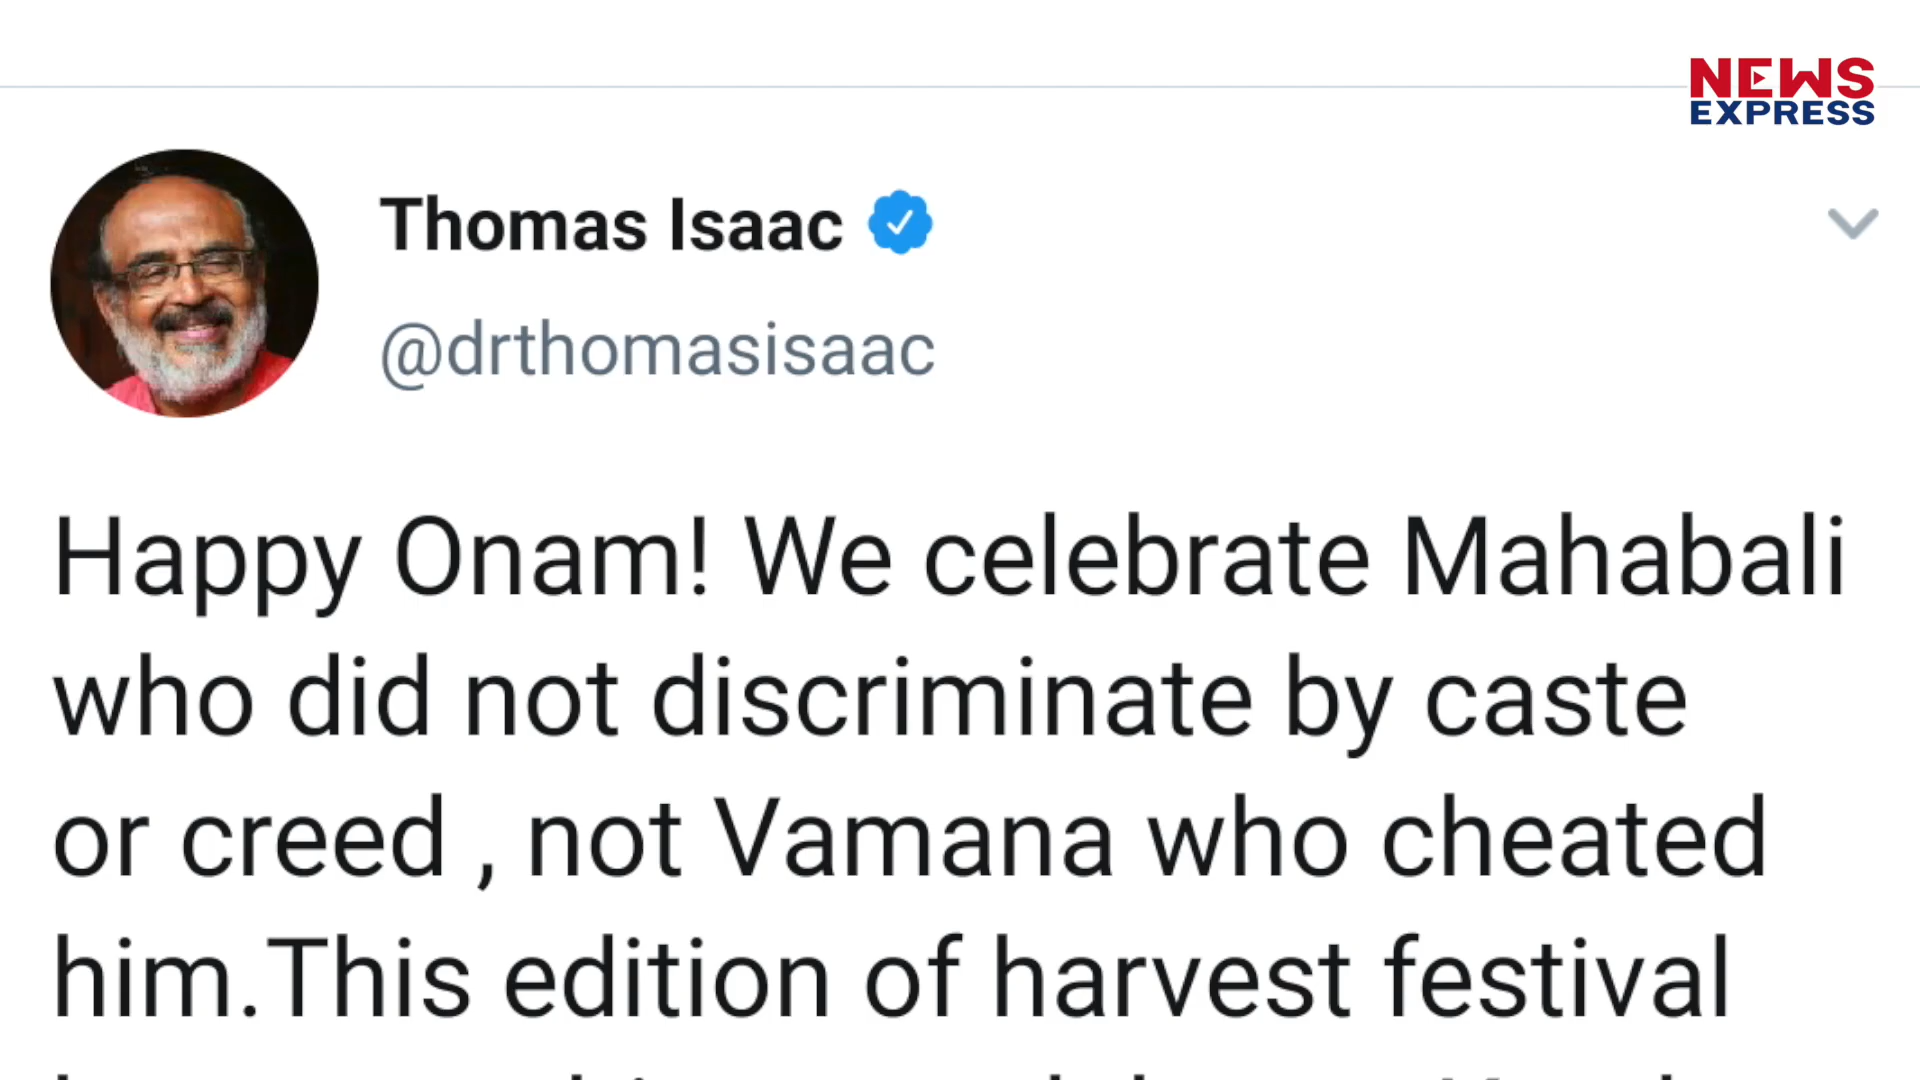 NEWS
EXPRESS
Thomas Isaac
@drthomasisaac
Happy Onam! We celebrate Mahabali
who did not discriminate by caste
or creed , not Vamana who cheated
him.This edition of harvest festival